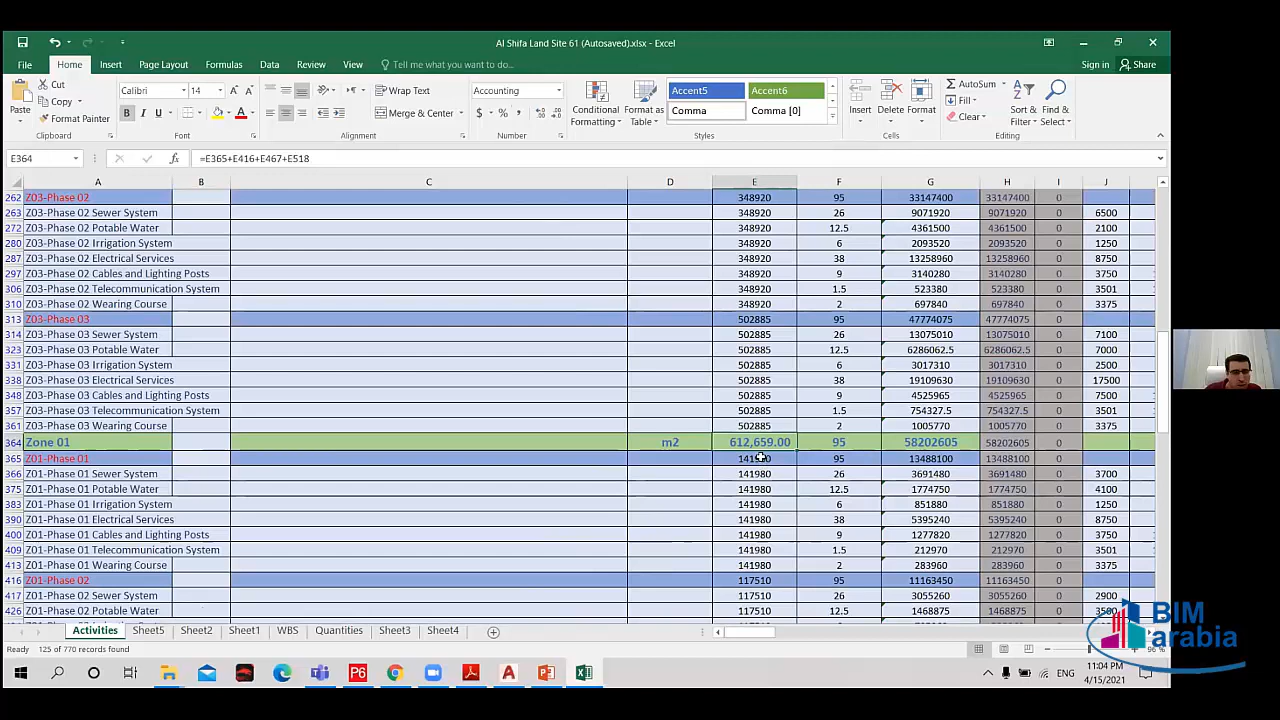 Al Shifa Land Site 61 (Autosaved).xlsx - Excel
File Home Insert Page Layout Formulas Data Review View Tell me what you want to do... Sign in Share
Paste Cut Copy Format Painter Clipboard
Calibri 14 B I U A Font
Wrap Text Merge & Center Alignment
Accounting $ % , Number
Conditional Formatting Format as Table Accent5 Accent6 Comma Comma [0] Styles
Insert Delete Format Cells
AutoSum Fill Clear Sort & Filter Find & Select Editing
E364 fx =E365+E416+E467+E518
A B C D E F G H I J
262 Z03-Phase 02 348920 95 33147400 33147400 0
263 Z03-Phase 02 Sewer System 348920 26 9071920 9071920 0 6500
272 Z03-Phase 02 Potable Water 348920 12.5 4361500 4361500 0 2100
280 Z03-Phase 02 Irrigation System 348920 6 2093520 2093520 0 1250
287 Z03-Phase 02 Electrical Services 348920 38 13258960 13258960 0 8750
297 Z03-Phase 02 Cables and Lighting Posts 348920 9 3140280 3140280 0 3750
306 Z03-Phase 02 Telecommunication System 348920 1.5 523380 523380 0 3501
310 Z03-Phase 02 Wearing Course 348920 2 697840 697840 0 3375
313 Z03-Phase 03 502885 95 47774075 47774075 0
314 Z03-Phase 03 Sewer System 502885 26 13075010 13075010 0 7100
323 Z03-Phase 03 Potable Water 502885 12.5 6286062.5 6286062.5 0 7000
331 Z03-Phase 03 Irrigation System 502885 6 3017310 3017310 0 2500
338 Z03-Phase 03 Electrical Services 502885 38 19109630 19109630 0 17500
348 Z03-Phase 03 Cables and Lighting Posts 502885 9 4525965 4525965 0 7500
357 Z03-Phase 03 Telecommunication System 502885 1.5 754327.5 754327.5 0 3501
361 Z03-Phase 03 Wearing Course 502885 2 1005770 1005770 0 3375
364 Zone 01 m2 612,659.00 95 58202605 58202605 0
365 Z01-Phase 01 141980 95 13488100 13488100 0
366 Z01-Phase 01 Sewer System 141980 26 3691480 3691480 0 3700
375 Z01-Phase 01 Potable Water 141980 12.5 1774750 1774750 0 4100
383 Z01-Phase 01 Irrigation System 141980 6 851880 851880 0 1250
390 Z01-Phase 01 Electrical Services 141980 38 5395240 5395240 0 8750
400 Z01-Phase 01 Cables and Lighting Posts 141980 9 1277820 1277820 0 3750
409 Z01-Phase 01 Telecommunication System 141980 1.5 212970 212970 0 3501
413 Z01-Phase 01 Wearing Course 141980 2 283960 283960 0 3375
416 Z01-Phase 02 117510 95 11163450 11163450 0
417 Z01-Phase 02 Sewer System 117510 26 3055260 3055260 0 2900
426 Z01-Phase 02 Potable Water 117510 12.5 1468875 1468875 0
Activities Sheet5 Sheet2 Sheet1 WBS Quantities Sheet3 Sheet4
Ready 125 of 770 records found 96 %
BIM arabia
P6 A ENG 11:04 PM
4/15/2021